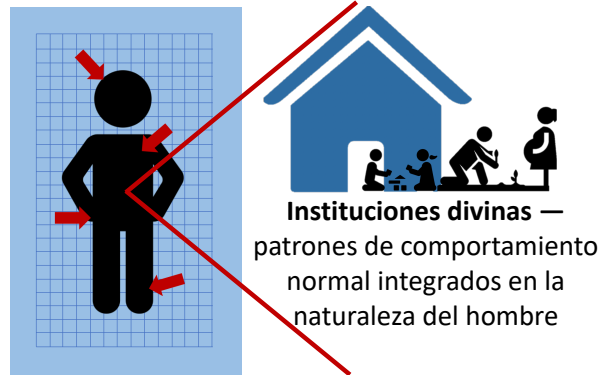 Instituciones divinas —
patrones de comportamiento
normal integrados en la
naturaleza del hombre